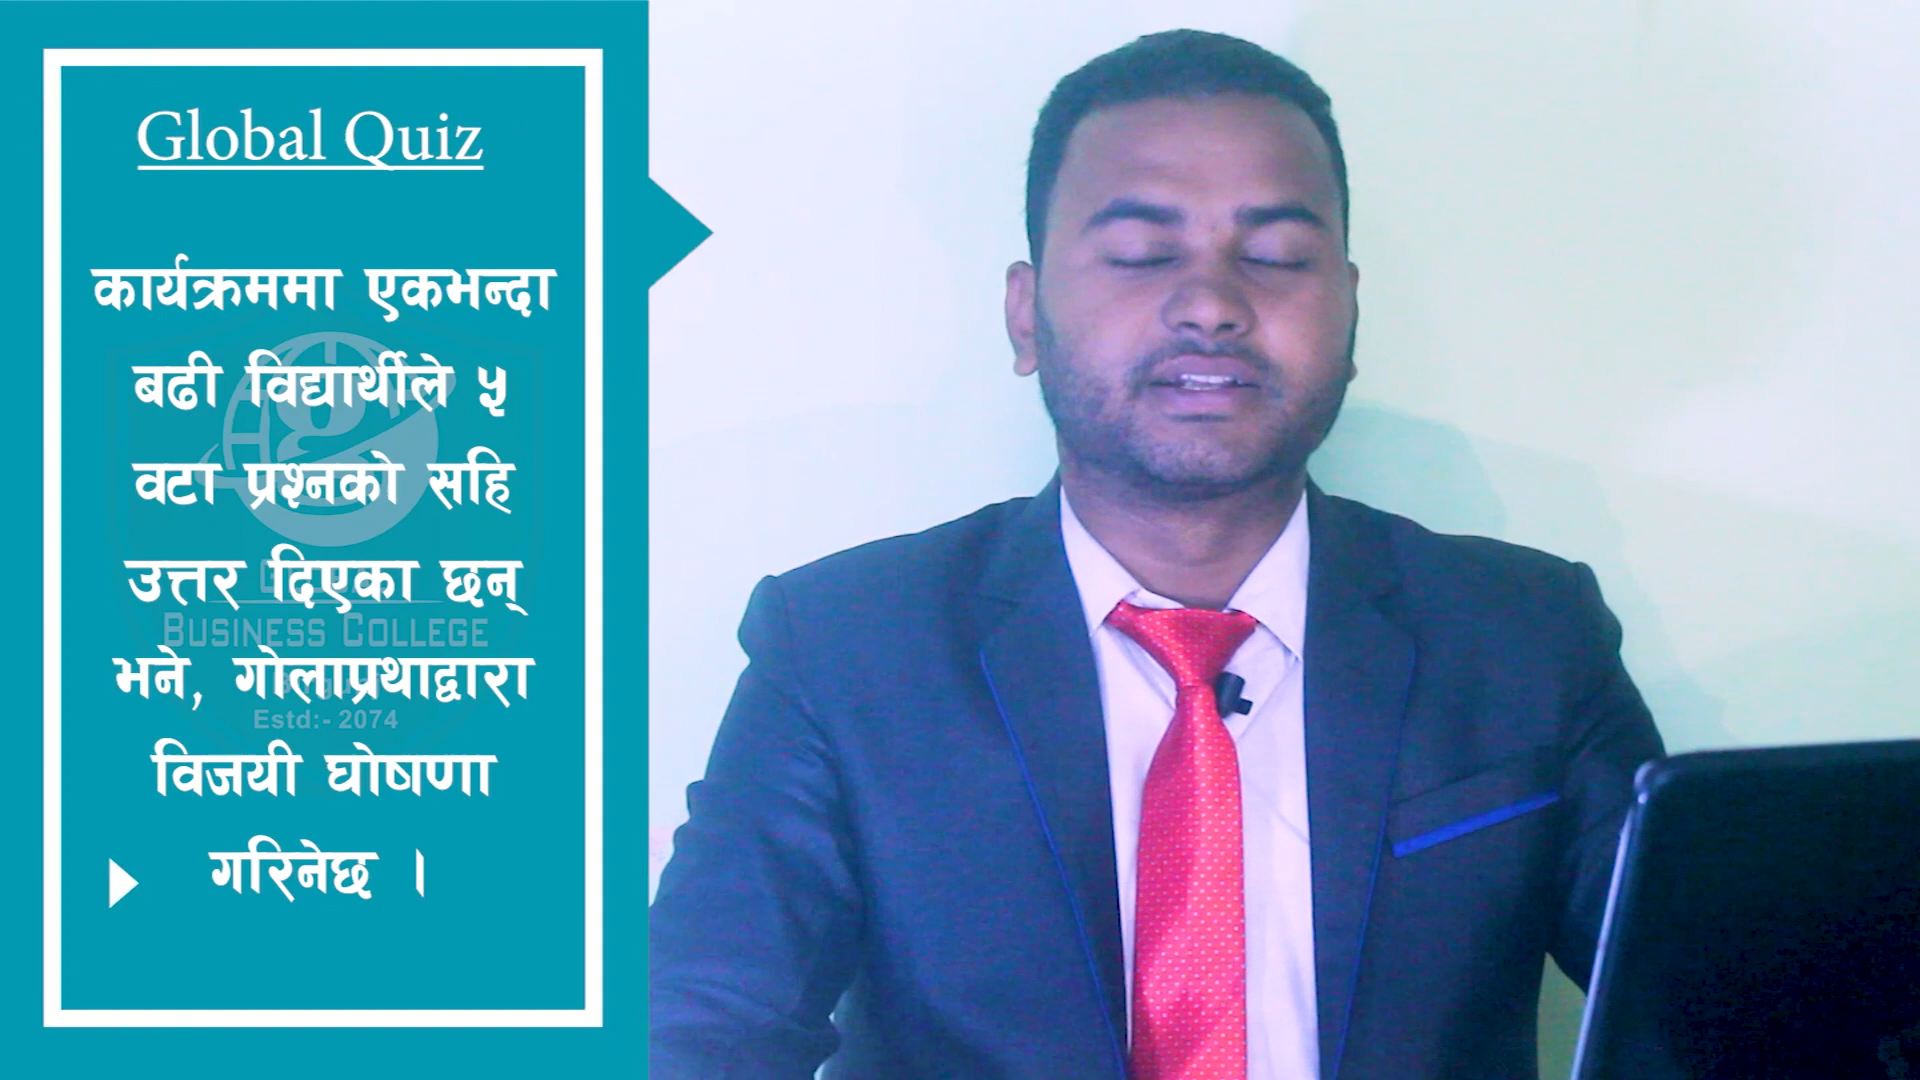 Global Quiz
कार्यक्रममा एकभन्दा
बढी विद्यार्थीले ५
वटा प्रश्नको सहि
उत्तर दिएका छन्
BUSINESS COLLEGE
भने, गोलाप्रथाद्वारा
Estd:- 2074
विजयी घोषणा
गरिनेछ ।